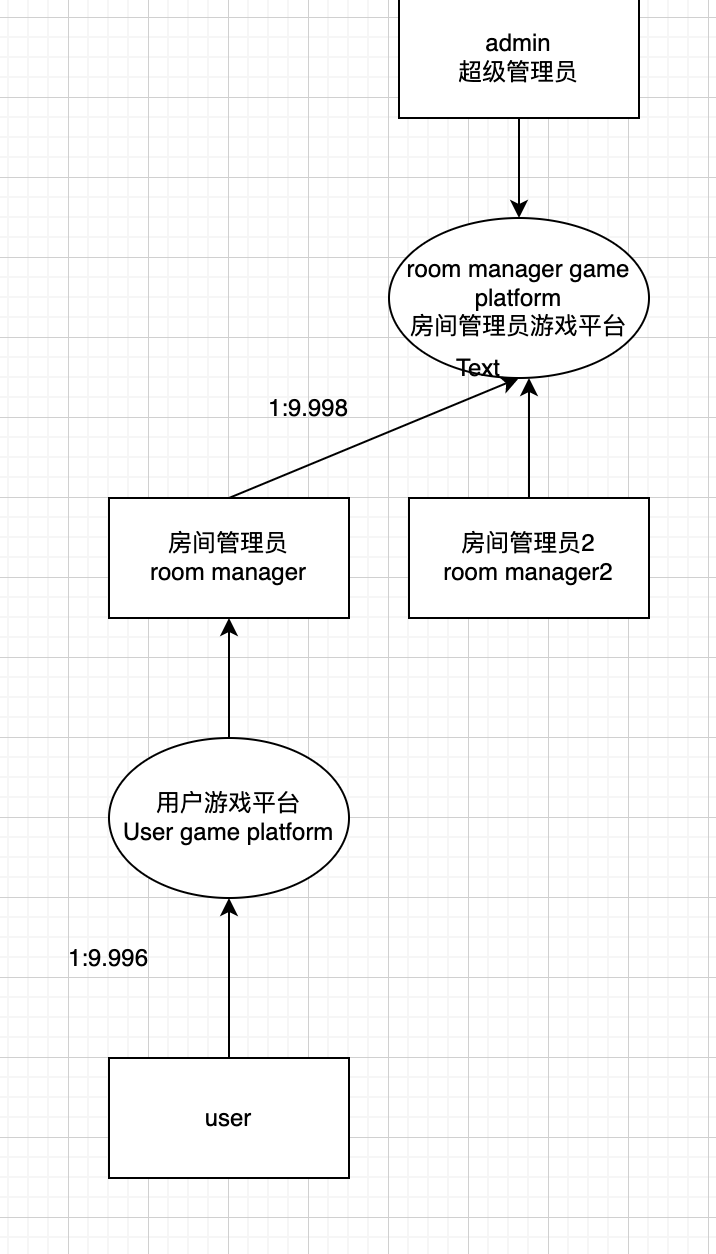 admin
超级管理员
room manager game
platform
房间管理员游戏平台
Text
1:9.998
房间管理员
room manager
房间管理员2
room manager2
用户游戏平台
User game platform
1:9.996
user